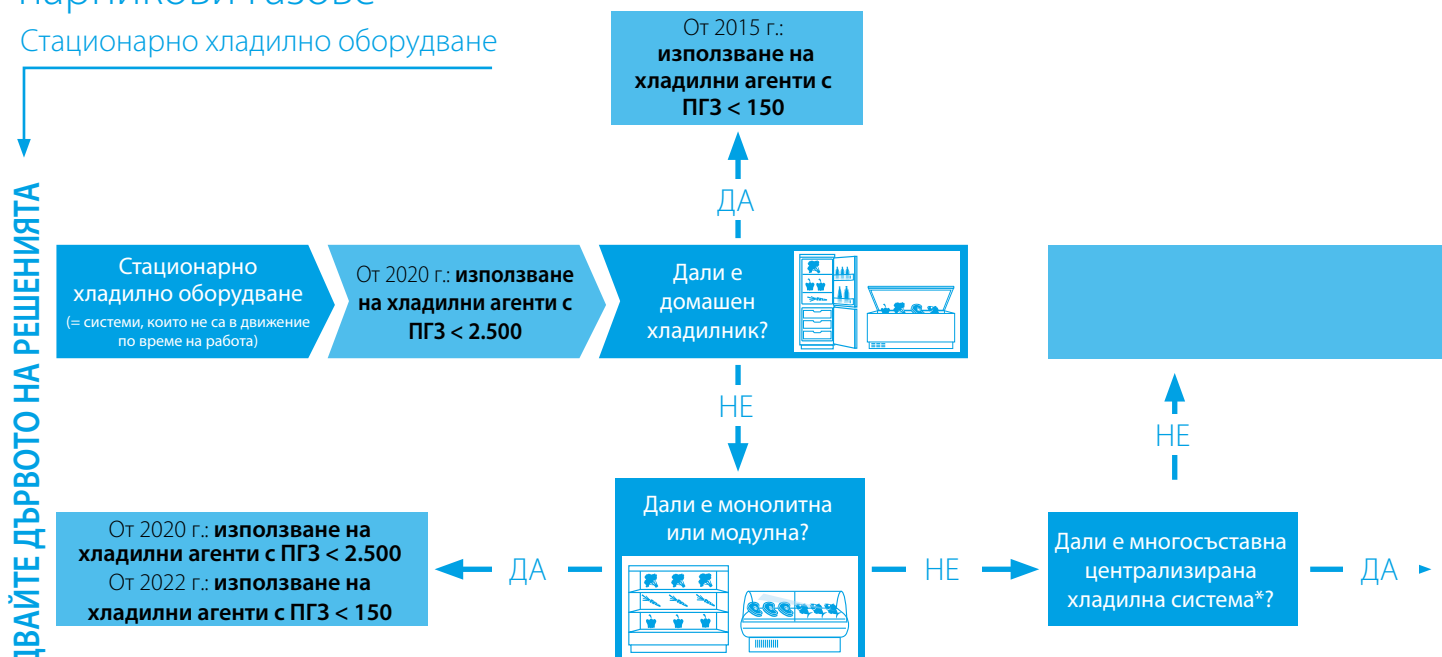 парникови газове
Стационарно хладилно оборудване
От 2015 г.:
използване на
хладилни агенти с
ПГЗ < 150
ДА
Стационарно
хладилно оборудване
(= системи, които не са в движение
по време на работа)
От 2020 г.: използване
на хладилни агенти с
ПГЗ < 2.500
Дали е
домашен
хладилник?
НЕ
НЕ
Дали е монолитна
или модулна?
От 2020 г.: използване на
хладилни агенти с ПГЗ < 2.500
От 2022 г.: използване на
хладилни агенти с ПГЗ < 150
ДА
НЕ
Дали е многосъставна
централизирана
хладилна система*?
ДА
ДВАЙТЕ ДЪРВОТО НА РЕШЕНИЯТА